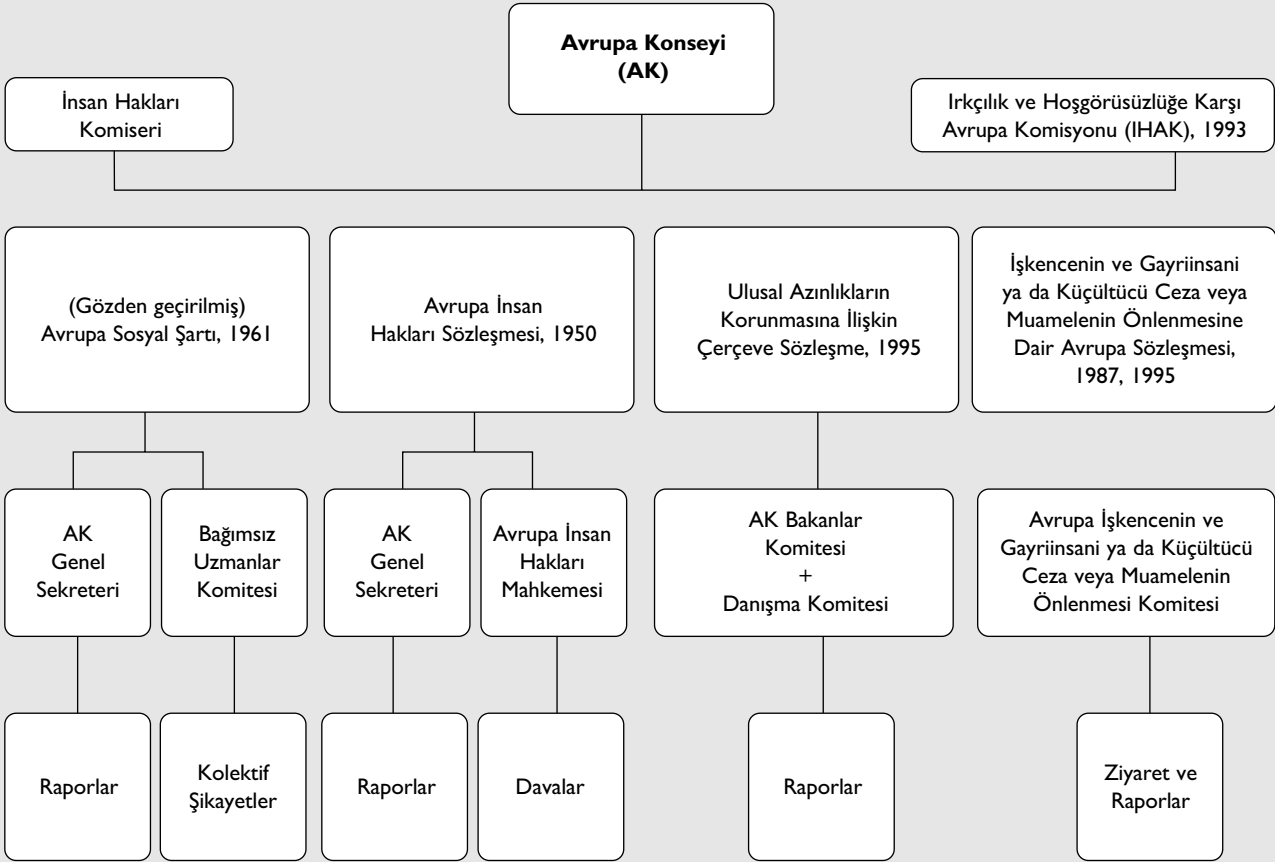 Avrupa Konseyi
(AK)
İnsan Hakları
Komiseri
Irkçılık ve Hoşgörüsüzlüğe Karşı
Avrupa Komisyonu (IHAK), 1993
(Gözden geçirilmiş)
Avrupa Sosyal Şartı, 1961
Avrupa İnsan
Hakları Sözleşmesi, 1950
Ulusal Azınlıkların
Korunmasına İlişkin
Çerçeve Sözleşme, 1995
İşkencenin ve Gayriinsani
ya da Küçültücü Ceza veya
Muamelenin Önlenmesine
Dair Avrupa Sözleşmesi,
1987, 1995
AK
Genel
Sekreteri
Bağımsız
Uzmanlar
Komitesi
AK
Genel
Sekreteri
Avrupa İnsan
Hakları
Mahkemesi
AK Bakanlar
Komitesi
+
Danışma Komitesi
Avrupa İşkencenin ve
Gayriinsani ya da Küçültücü
Ceza veya Muamelenin
Önlenmesi Komitesi
Raporlar
Kolektif
Şikayetler
Raporlar
Davalar
Raporlar
Ziyaret ve
Raporlar